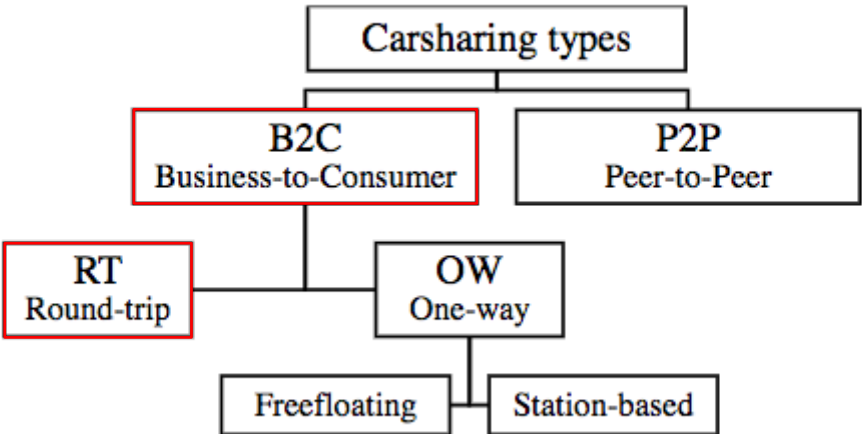 Carsharing types
B2C
Business-to-Consumer
P2P
Peer-to-Peer
RT
Round-trip
OW
One-way
Freefloating
Station-based